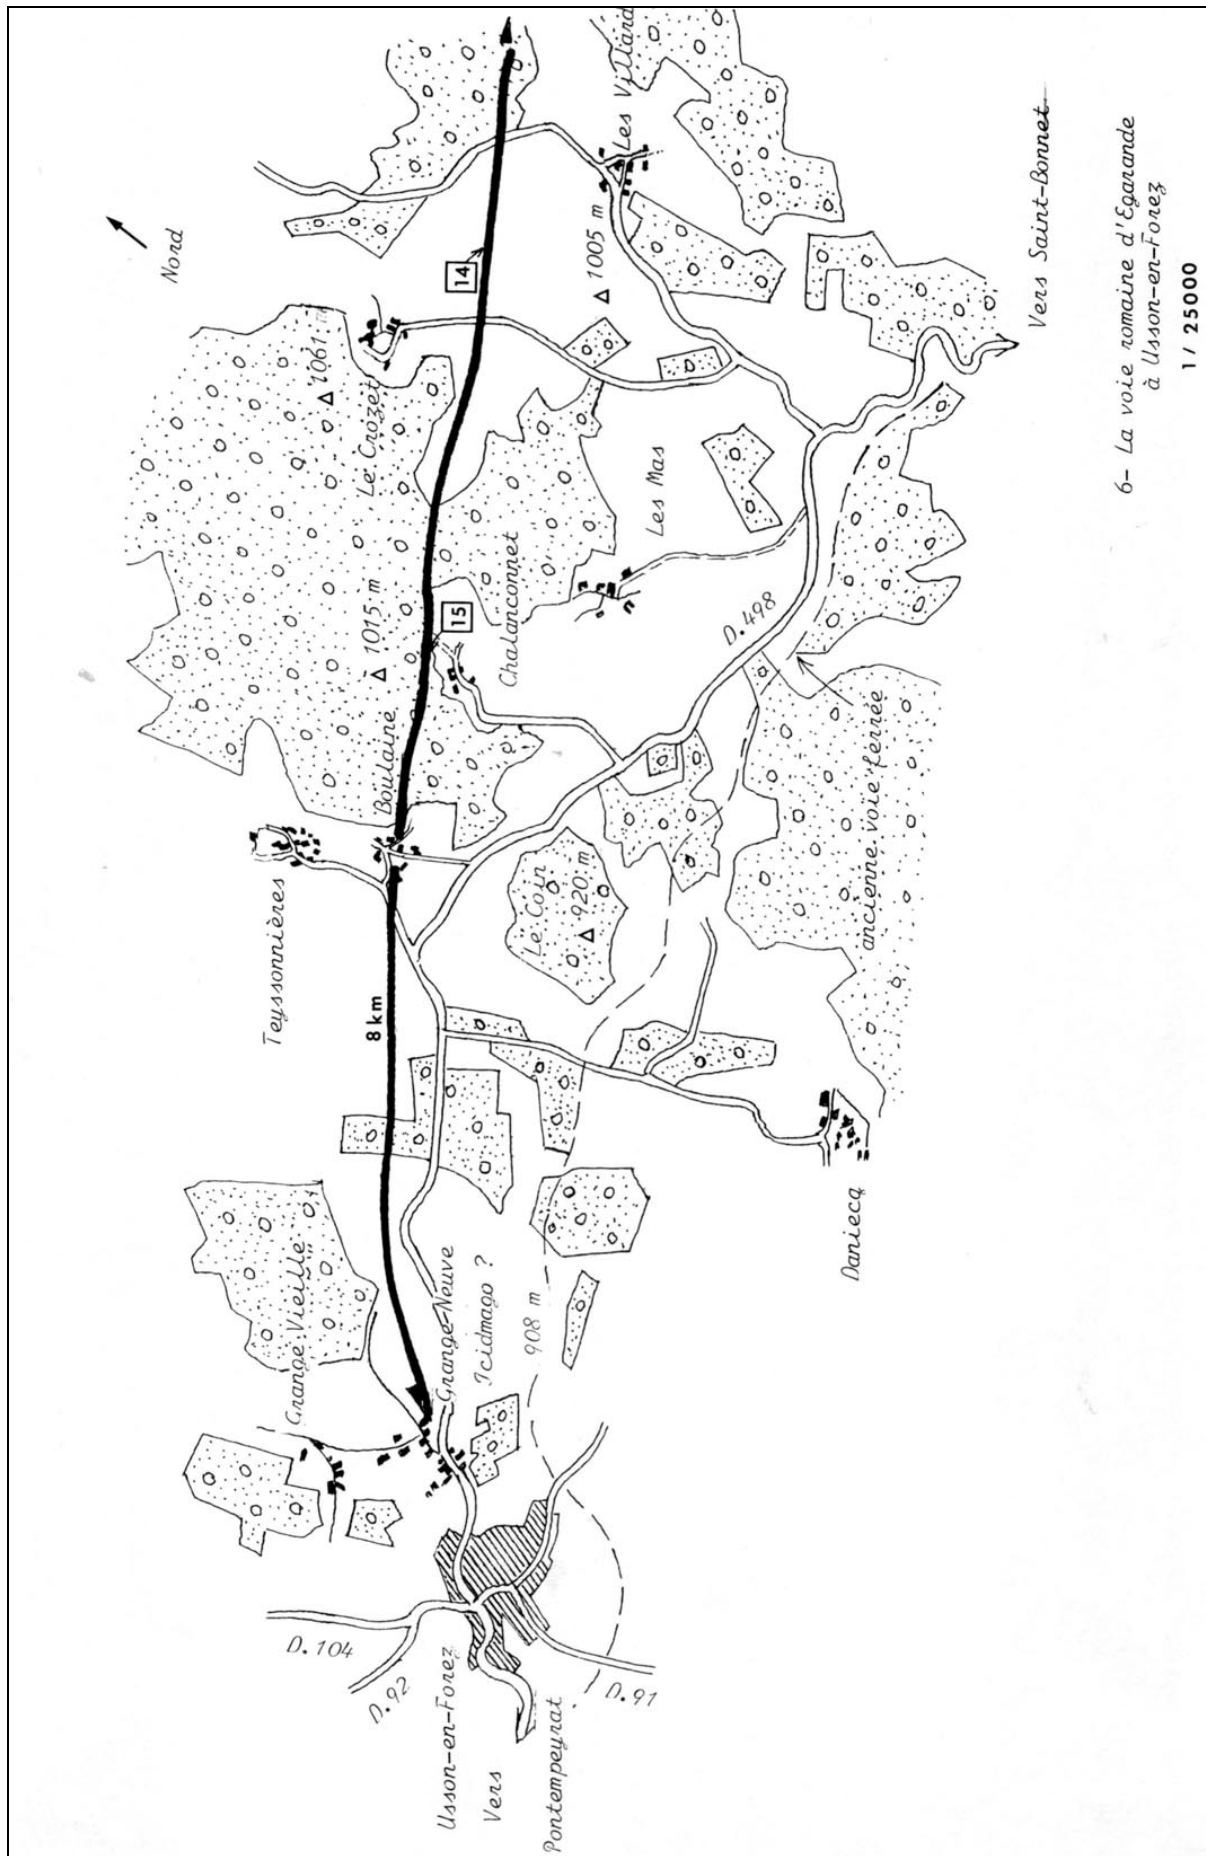 Nord
Les Villard
Vers Saint-Bonnet
14
△ 1005 m
△ 1061 m
Le Crozet
Les Mas
Chalanconnet
15
△ 1015 m
D.498
Boulaine
ancienne voie ferrée
Teyssonnières
Le Coin
△ 920 m
8 km
Daniecq
Grange Vieille
Grange-Neuve
Icidmago ?
908 m
D.104
D.92
D.91
Usson-en-Forez
Vers
Pontempeyrat
6- La voie romaine d'Egarande
à Usson-en-Forez
1 / 25000